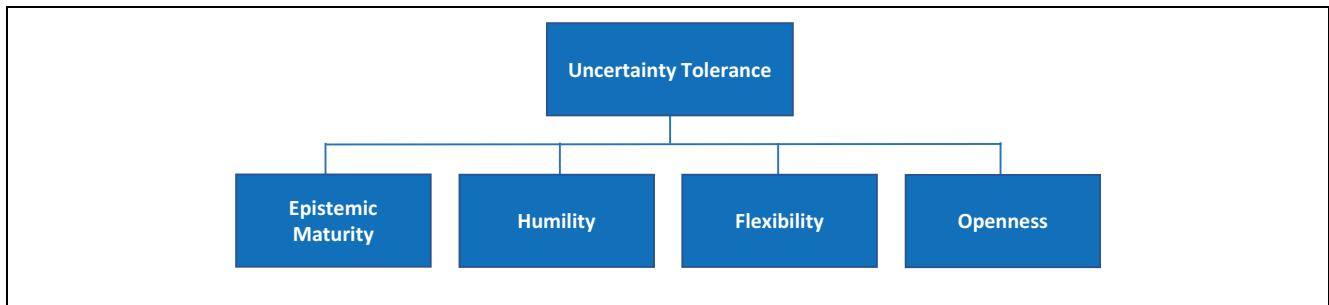 Uncertainty Tolerance
Epistemic
Maturity
Humility
Flexibility
Openness